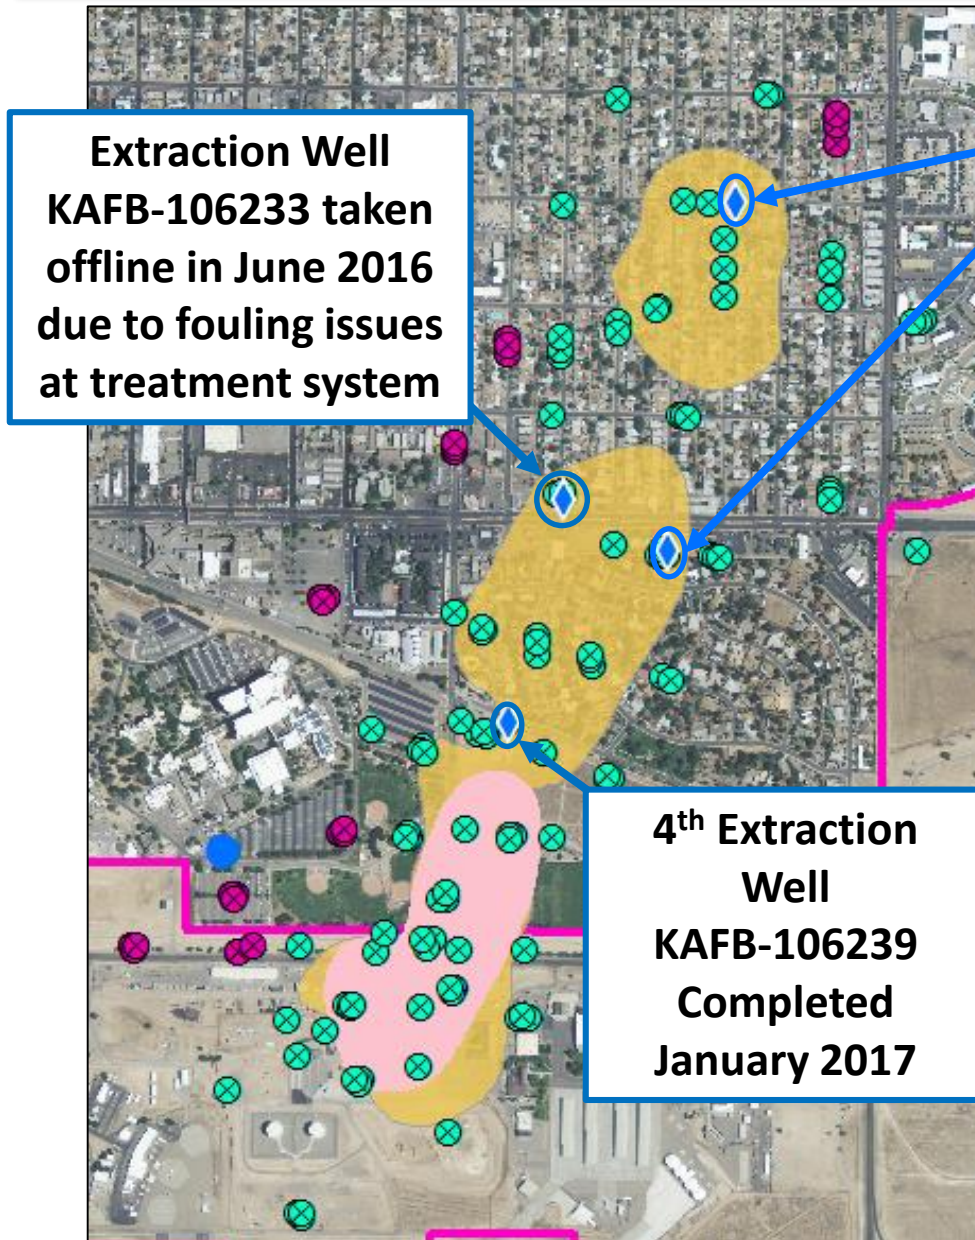 Extraction Well
KAFB-106233 taken
offline in June 2016
due to fouling issues
at treatment system
4th Extraction
Well
KAFB-106239
Completed
January 2017